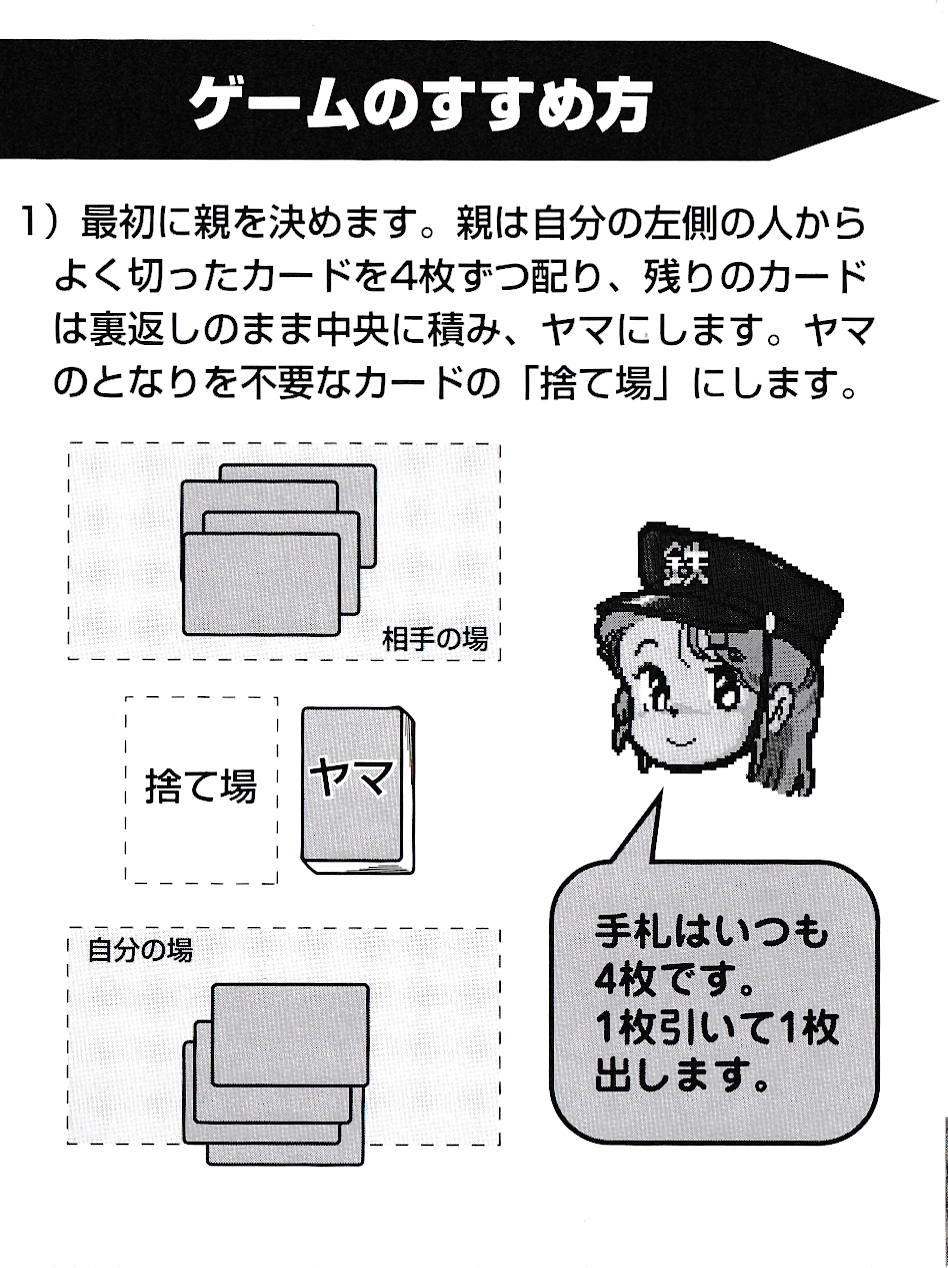 ゲームのすすめ方
1）最初に親を決めます。親は自分の左側の人から
よく切ったカードを4枚ずつ配り、残りのカード
は裏返しのまま中央に積み、ヤマにします。ヤマ
のとなりを不要なカードの「捨て場」にします。
相手の場
鉄
捨て場
ヤマ
自分の場
手札はいつも
4枚です。
1枚引いて1枚
出します。